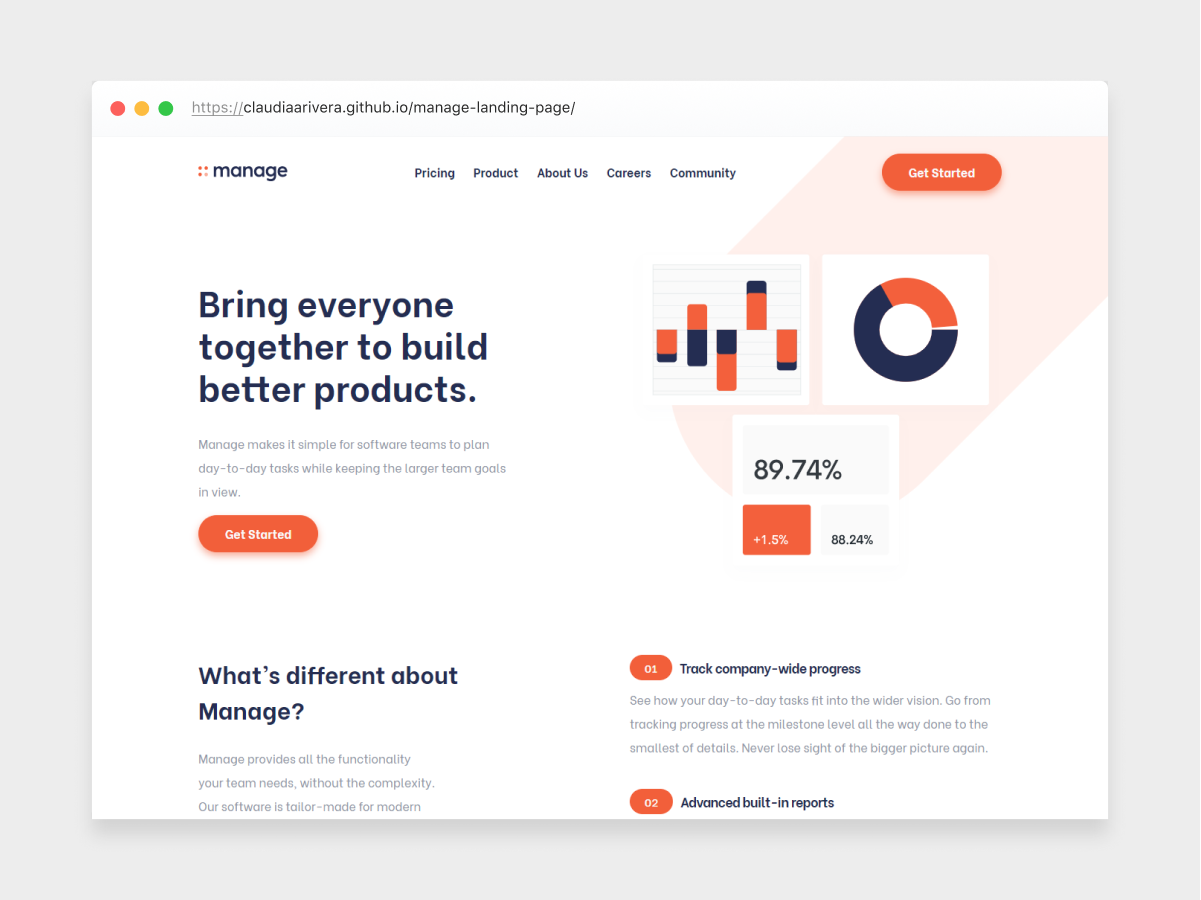 https://claudiaarivera.github.io/manage-landing-page/
manage
Pricing
Product
About Us
Careers
Community
Get Started
Bring everyone
together to build
better products.
Manage makes it simple for software teams to plan
day-to-day tasks while keeping the larger team goals
in view.
Get Started
89.74%
+1.5%
88.24%
What's different about
Manage?
Manage provides all the functionality
your team needs, without the complexity.
Our software is tailor-made for modern
01 Track company-wide progress
See how your day-to-day tasks fit into the wider vision. Go from
tracking progress at the milestone level all the way done to the
smallest of details. Never lose sight of the bigger picture again.
02 Advanced built-in reports